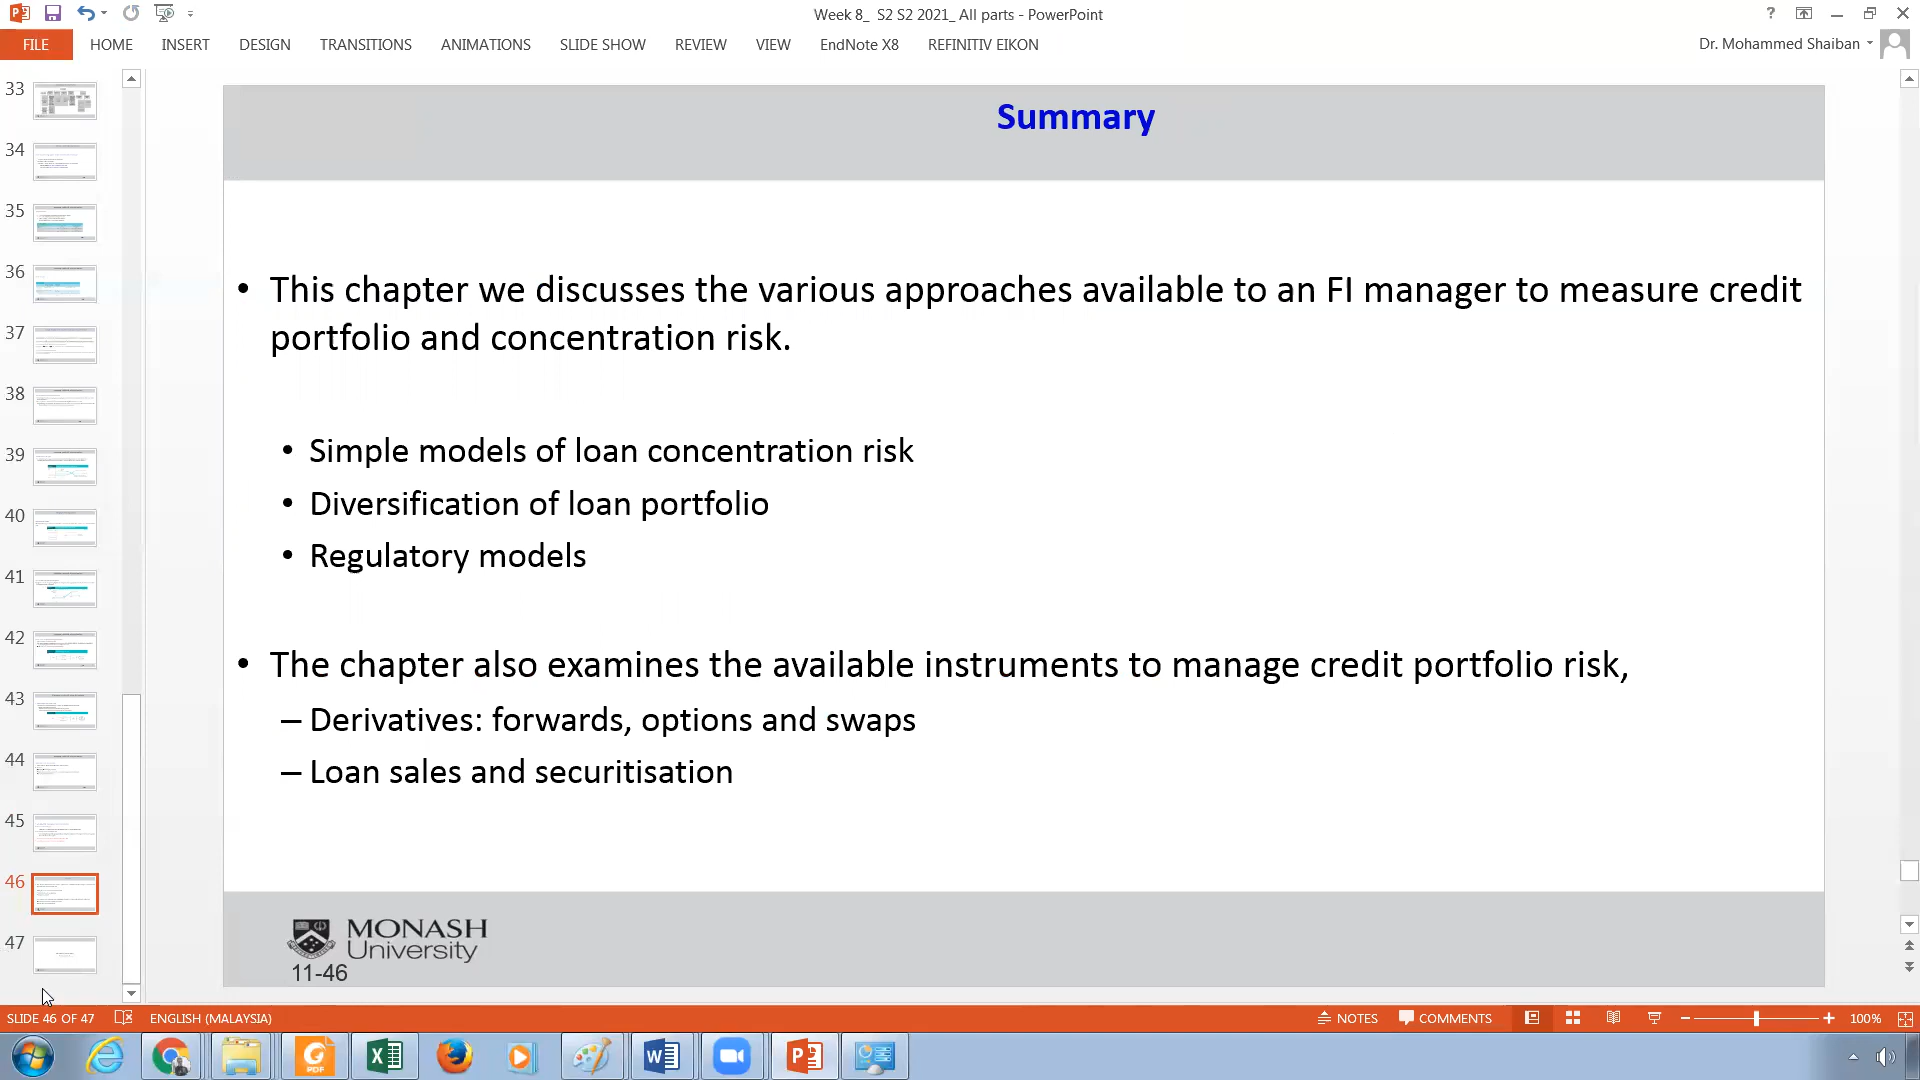 Week 8_  S2 S2 2021_ All parts - PowerPoint
?
FILE HOME INSERT DESIGN TRANSITIONS ANIMATIONS SLIDE SHOW REVIEW VIEW EndNote X8 REFINITIV EIKON
Dr. Mohammed Shaiban
33
34
35
36
37
38
39
40
41
42
43
44
45
46
47
Summary
• This chapter we discusses the various approaches available to an FI manager to measure credit
portfolio and concentration risk.
• Simple models of loan concentration risk
• Diversification of loan portfolio
• Regulatory models
• The chapter also examines the available instruments to manage credit portfolio risk,
– Derivatives: forwards, options and swaps
– Loan sales and securitisation
MONASH
University
11-46
SLIDE 46 OF 47 ENGLISH (MALAYSIA) NOTES COMMENTS 100%
PDF